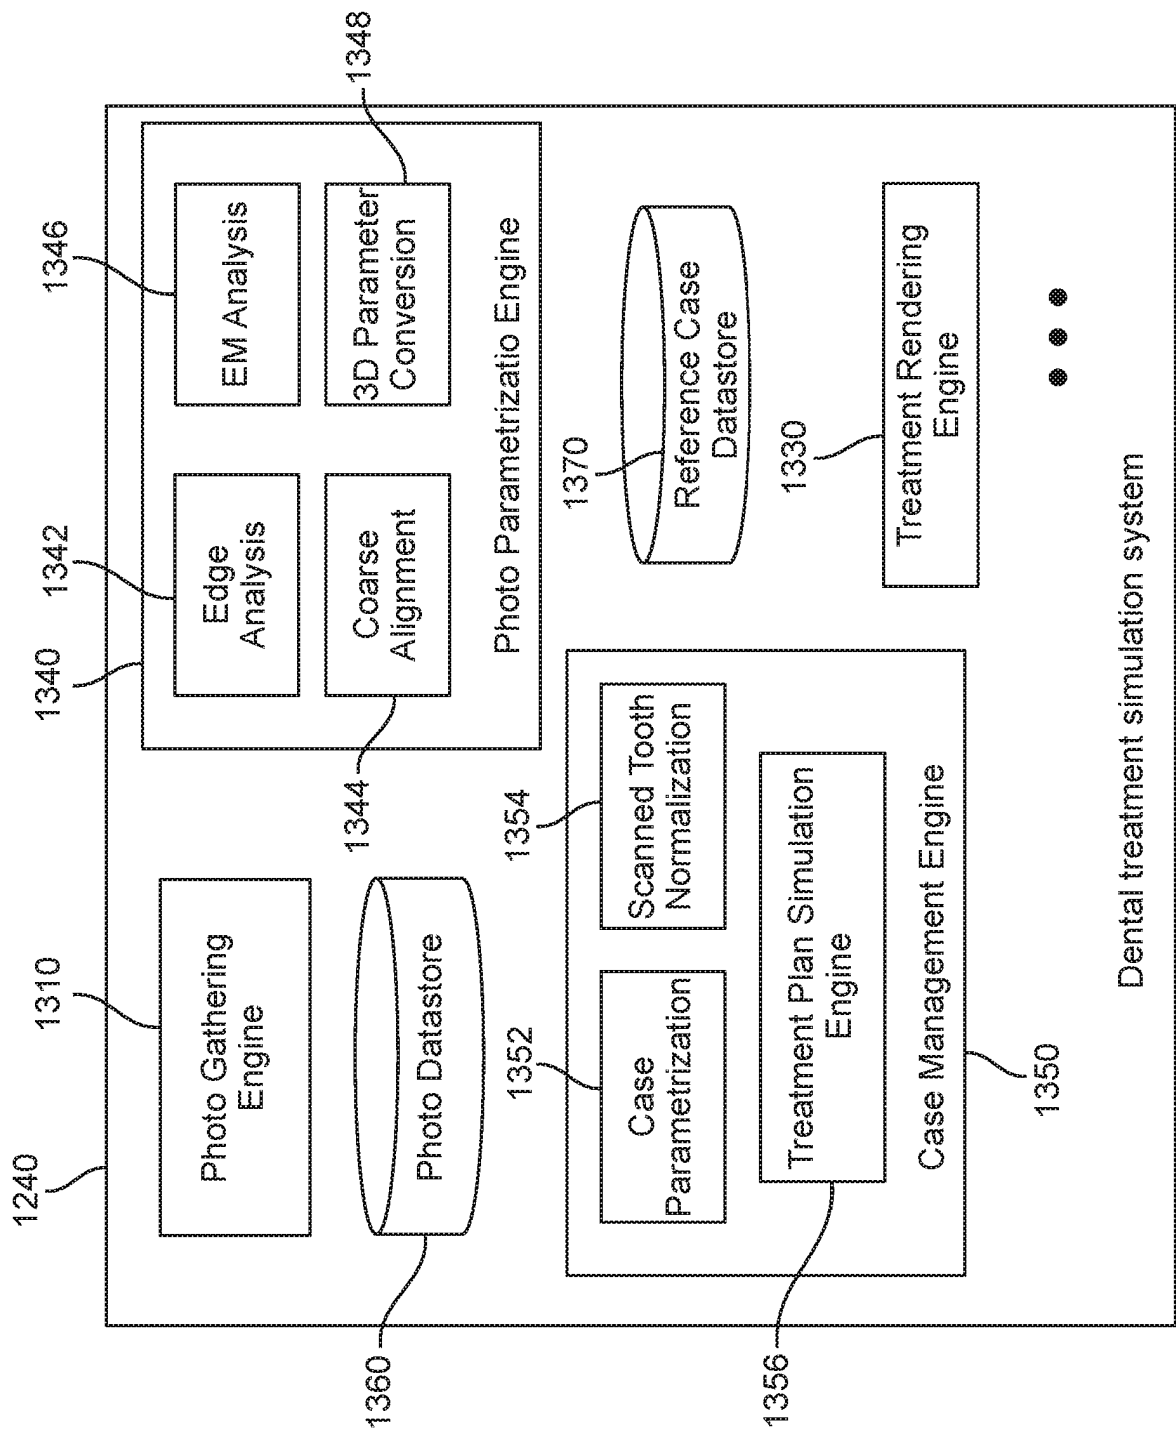 1240
1310
Photo Gathering
Engine
1360
Photo Datastore
1340
1342
Edge
Analysis
1346
EM Analysis
1344
Coarse
Alignment
1348
3D Parameter
Conversion
Photo Parametrizatio Engine
1352
Case
Parametrization
1354
Scanned Tooth
Normalization
1356
Treatment Plan Simulation
Engine
Case Management Engine
1350
1370
Reference Case
Datastore
1330
Treatment Rendering
Engine
Dental treatment simulation system